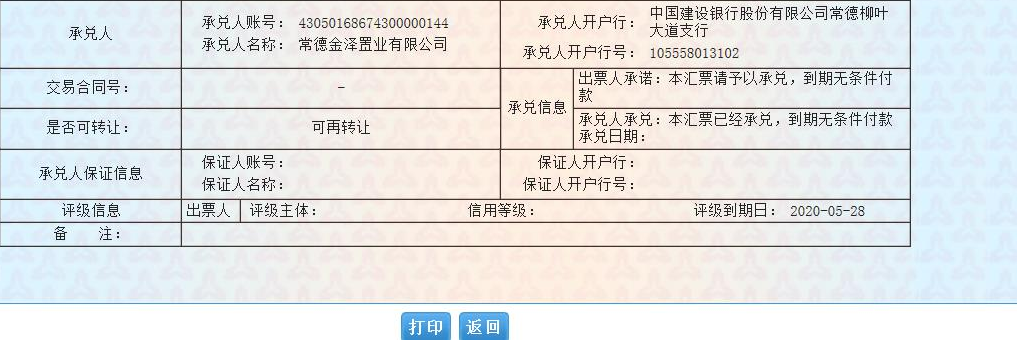 承兑人
承兑人账号： 43050168674300000144
承兑人名称： 常德金泽置业有限公司
承兑人开户行： 中国建设银行股份有限公司常德柳叶
大道支行
承兑人开户行号： 105558013102
交易合同号：
-
承兑信息
出票人承诺：本汇票请予以承兑，到期无条件付
款
是否可转让：
可再转让
承兑人承兑：本汇票已经承兑，到期无条件付款
承兑日期：
承兑人保证信息
保证人账号：
保证人名称：
保证人开户行：
保证人开户行号：
评级信息
出票人
评级主体：
信用等级：
评级到期日： 2020-05-28
备 注：
打印
返回